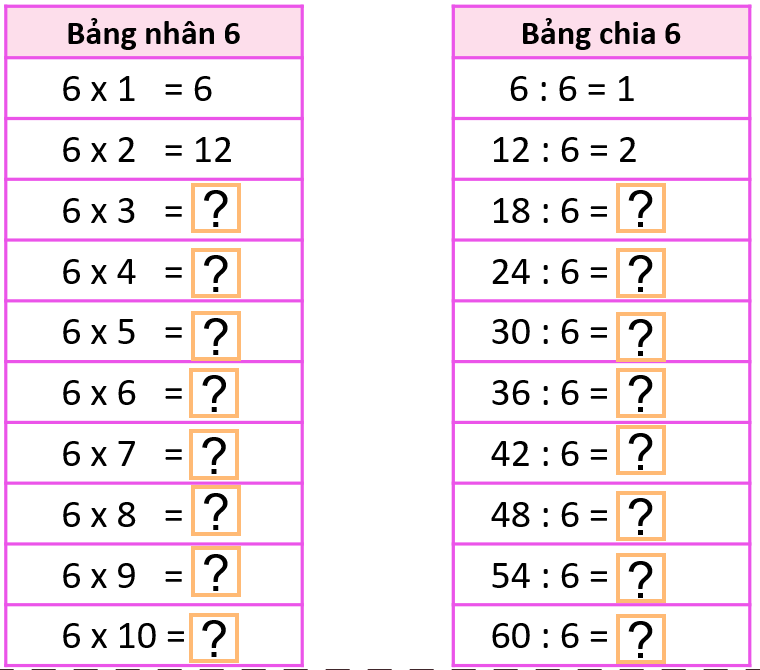 Bảng nhân 6
6 x 1 = 6
6 x 2 = 12
6 x 3 = ?
6 x 4 = ?
6 x 5 = ?
6 x 6 = ?
6 x 7 = ?
6 x 8 = ?
6 x 9 = ?
6 x 10 = ?
Bảng chia 6
6 : 6 = 1
12 : 6 = 2
18 : 6 = ?
24 : 6 = ?
30 : 6 = ?
36 : 6 = ?
42 : 6 = ?
48 : 6 = ?
54 : 6 = ?
60 : 6 = ?